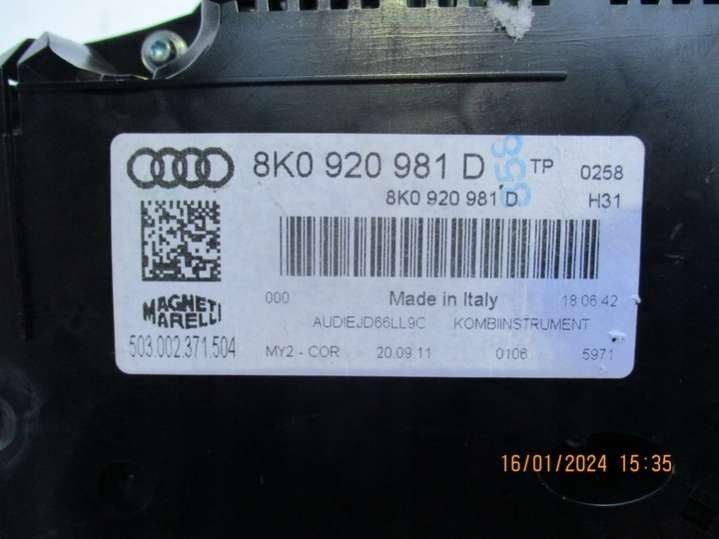 8K0 920 981 D TP 0258
8K0 920 981 D H31
858
000 Made in Italy 18:06:42
MAGNETI
MARELLI
AUDIEJD66LL9C KOMBIINSTRUMENT
503.002.371.504
MY2 - COR 20.09.11 0106 5971
16/01/2024 15:35